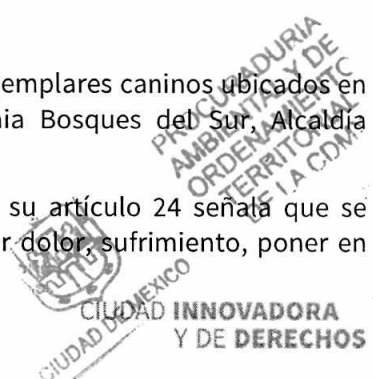 emplares caninos ubicados en
ia Bosques del Sur, Alcaldía
su artículo 24 señala que se
r dolor, sufrimiento, poner en
PROCURADURIA
AMBIENTAL Y DE
ORDENAMIENTO
TERRITORIAL
DE LA CDMX
CIUDAD DE MEXICO
CIUDAD INNOVADORA
Y DE DERECHOS